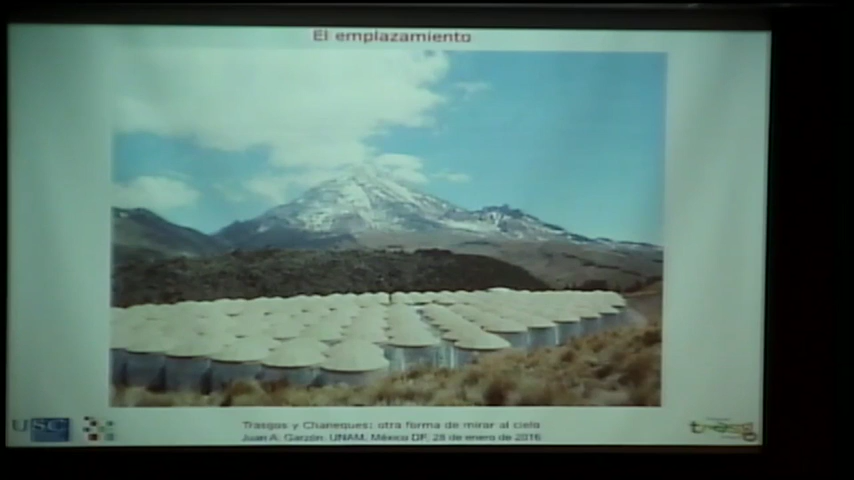 El emplazamiento
Trasgos y Chaneques: otra forma de mirar al cielo
Juan A. Garzón. UNAM, México DF, 28 de enero de 2016
USC